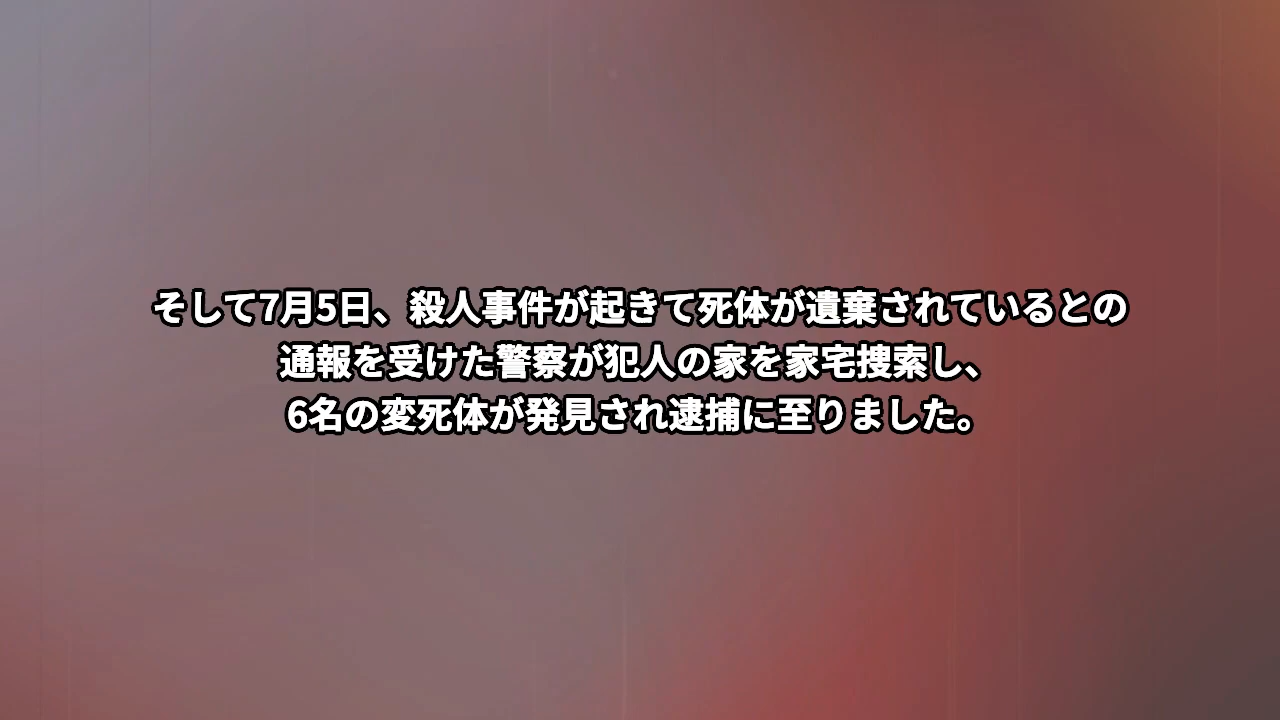 そして7月5日、殺人事件が起きて死体が遺棄されているとの
通報を受けた警察が犯人の家を家宅捜索し、
6名の変死体が発見され逮捕に至りました。